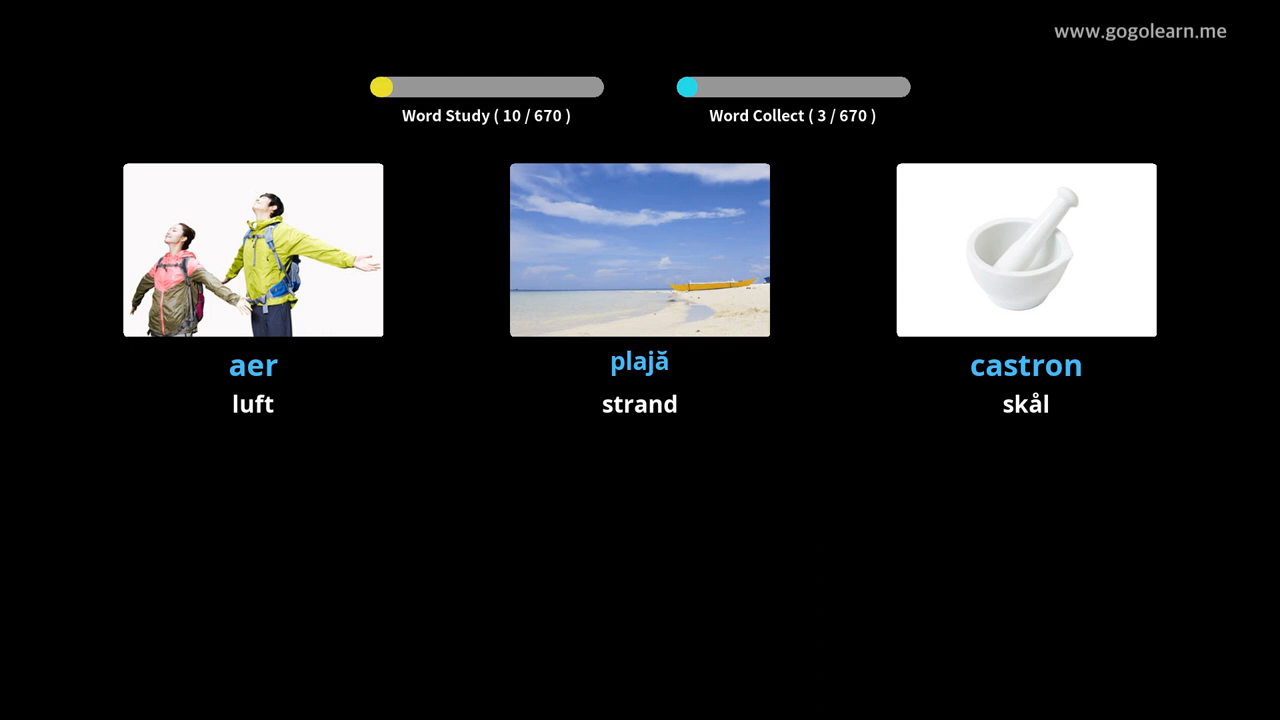 www.gogolearn.me
Word Study ( 10 / 670 )
Word Collect ( 3 / 670 )
aer
luft
plajă
strand
castron
skål